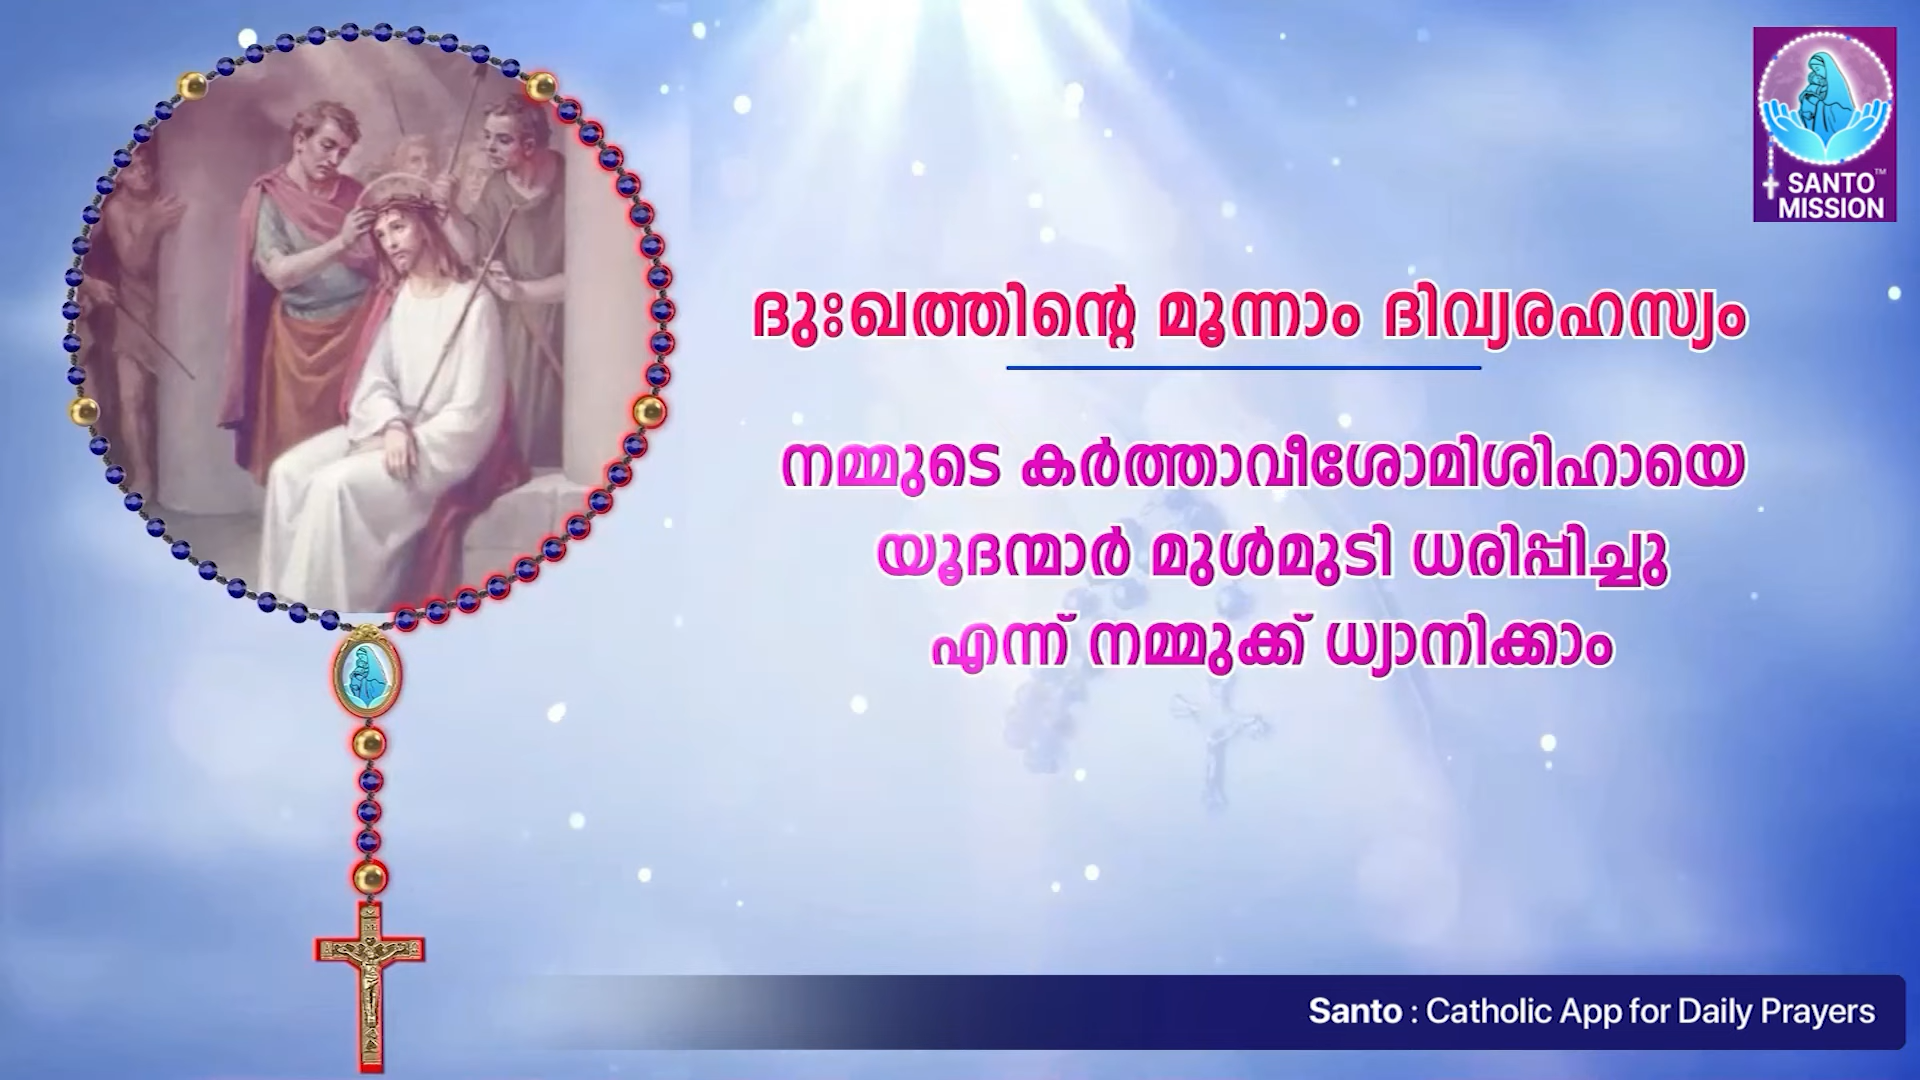 SANTO™
MISSION
ദുഃഖത്തിന്റെ മൂന്നാം ദിവ്യരഹസ്യം
നമ്മുടെ കർത്താവീശോമിശിഹായെ
യൂദന്മാർ മുൾമുടി ധരിപ്പിച്ചു
എന്ന് നമ്മുക്ക് ധ്യാനിക്കാം
Santo : Catholic App for Daily Prayers